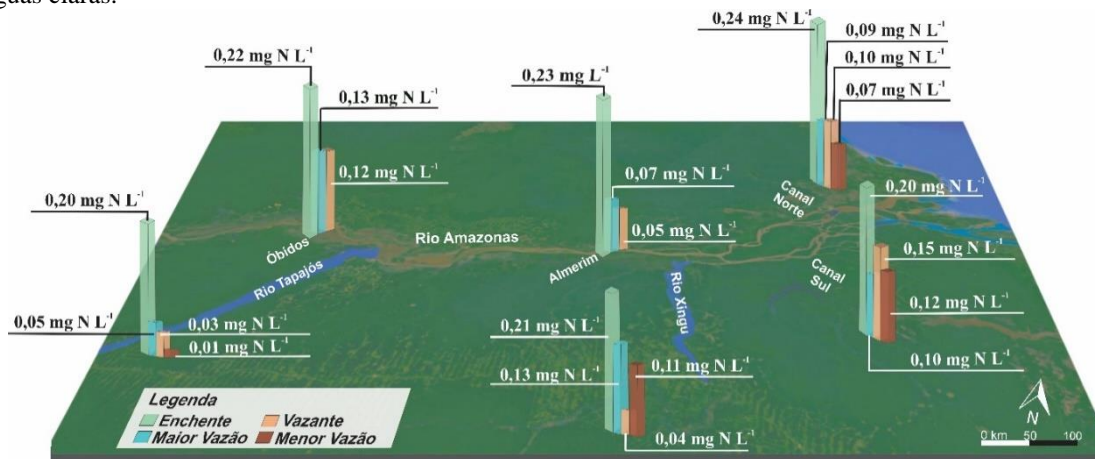 guas claras.
0,24 mg N L⁻¹
0,09 mg N L⁻¹
0,10 mg N L⁻¹
0,07 mg N L⁻¹
0,22 mg N L⁻¹
0,13 mg N L⁻¹
0,12 mg N L⁻¹
0,23 mg L⁻¹
0,07 mg N L⁻¹
0,05 mg N L⁻¹
0,20 mg N L⁻¹
0,05 mg N L⁻¹
0,03 mg N L⁻¹
0,01 mg N L⁻¹
Óbidos
Rio Tapajós
Rio Amazonas
Almerim
Rio Xingu
Canal
Norte
Canal
Sul
0,20 mg N L⁻¹
0,15 mg N L⁻¹
0,12 mg N L⁻¹
0,10 mg N L⁻¹
0,21 mg N L⁻¹
0,13 mg N L⁻¹
0,11 mg N L⁻¹
0,04 mg N L⁻¹
Legenda
Enchente Vazante
Maior Vazão Menor Vazão
N
0 km 50 100